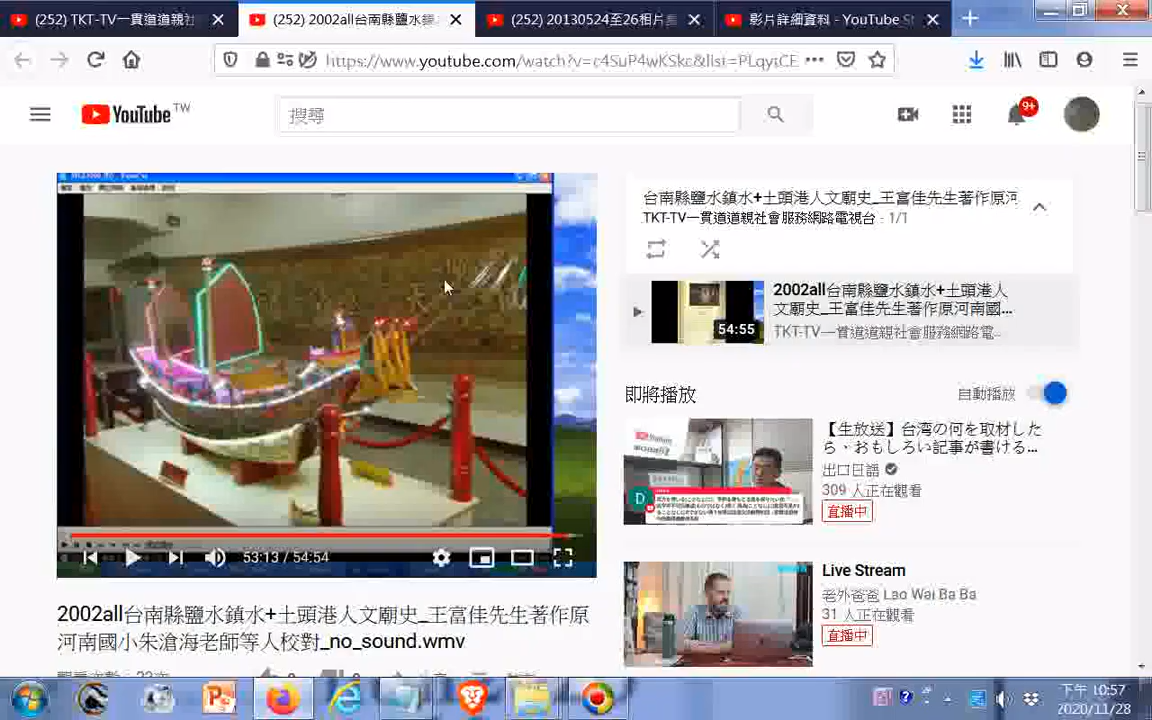 (252) TKT-TV一貫道道親社
(252) 2002all台南縣鹽水鎮
(252) 20130524至26相片
影片詳細資料 - YouTube St
https://www.youtube.com/watch?v=c4SuP4wKSkc&list=PLqytCE
YouTube TW
搜尋
9+
台南縣鹽水鎮水+土頭港人文廟史_王富佳先生著作原河
TKT-TV一貫道道親社會服務網路電視台 - 1/1
2002all台南縣鹽水鎮水+土頭港人
文廟史_王富佳先生著作原河南國...
TKT-TV一貫道道親社會服務網路電...
54:55
即將播放
自動播放
【生放送】台湾の何を取材した
ら、おもしろい記事が書ける...
出口日語
309 人正在觀看
直播中
D
53:13 / 54:54
Live Stream
老外爸爸 Lao Wai Ba Ba
31 人正在觀看
直播中
2002all台南縣鹽水鎮水+土頭港人文廟史_王富佳先生著作原
河南國小朱滄海老師等人校對_no_sound.wmv
下午 10:57
2020/11/28